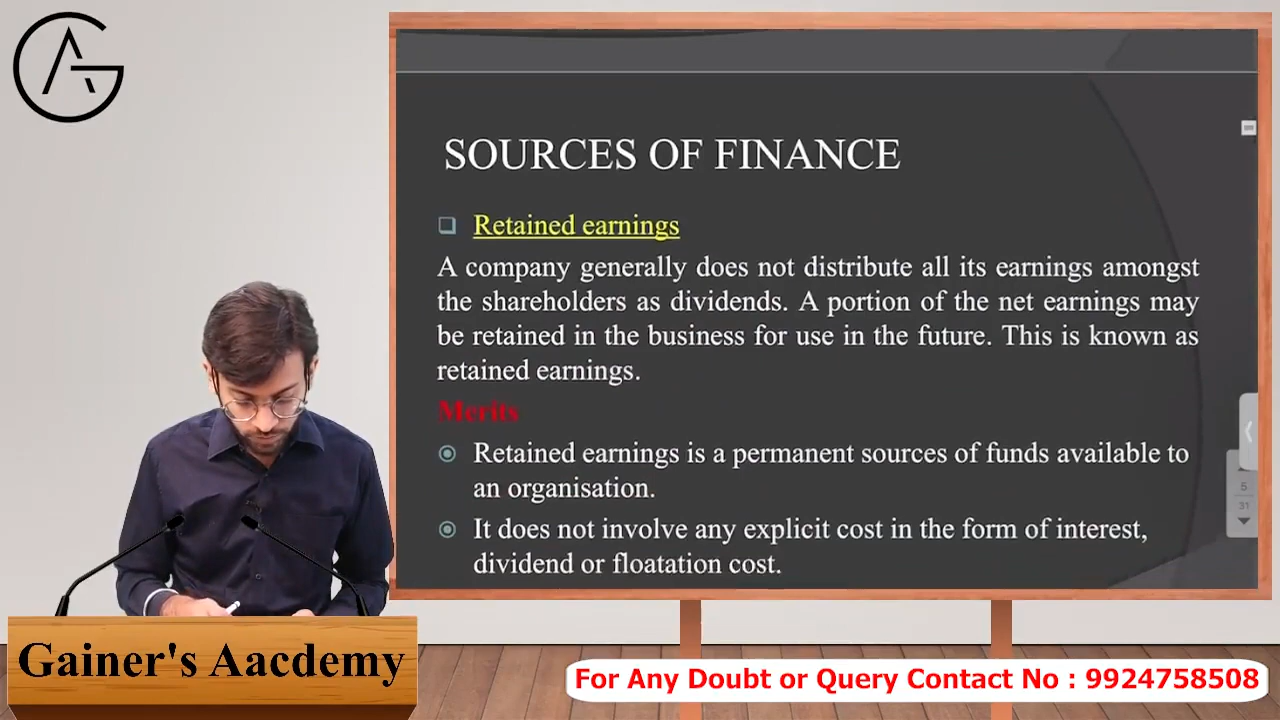 SOURCES OF FINANCE
❑ Retained earnings
A company generally does not distribute all its earnings amongst
the shareholders as dividends. A portion of the net earnings may
be retained in the business for use in the future. This is known as
retained earnings.
Merits
Retained earnings is a permanent sources of funds available to
an organisation.
It does not involve any explicit cost in the form of interest,
dividend or floatation cost.
5
31
Gainer's Aacdemy
For Any Doubt or Query Contact No : 9924758508